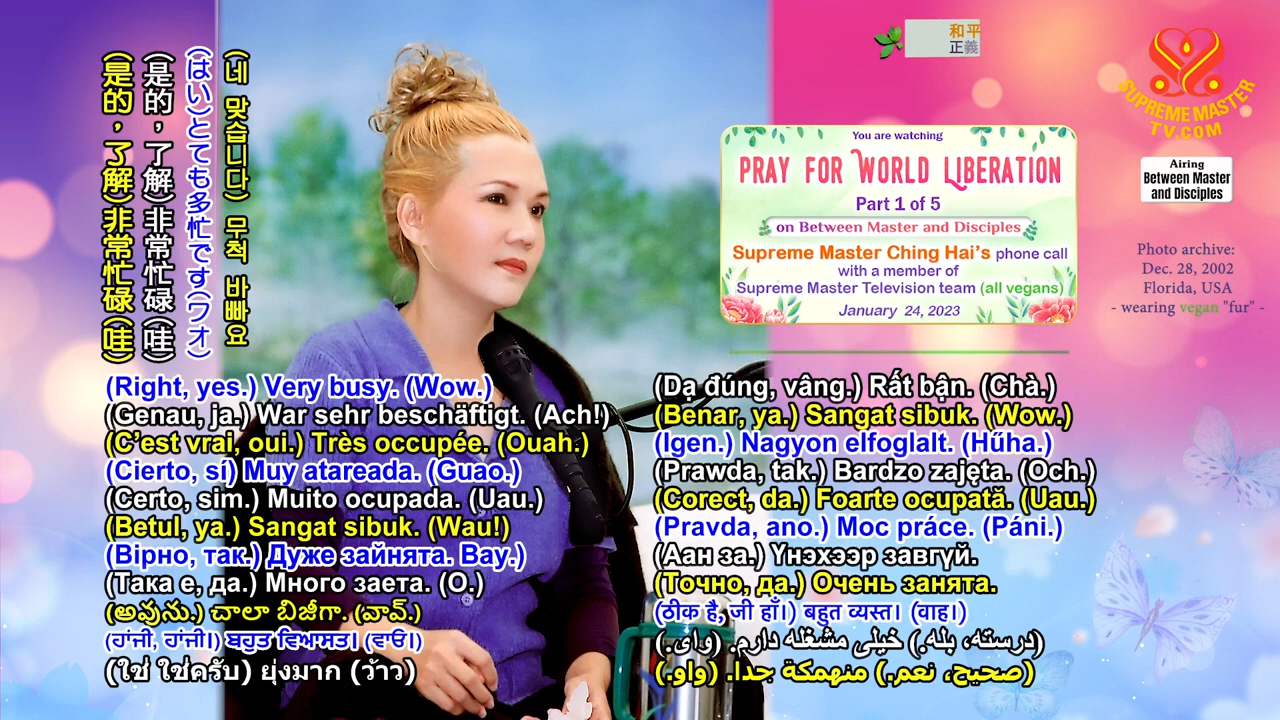 (네 맞습니다) 무척 바빠요
(はい)とても多忙です(ワオ)
(是的，了解)非常忙碌(哇)
(是的，了解)非常忙碌(哇)
和平
正義
SUPREME MASTER
TV.COM
You are watching
PRAY FOR WORLD LIBERATION
Part 1 of 5
on Between Master and Disciples
Supreme Master Ching Hai's phone call
with a member of
Supreme Master Television team (all vegans)
January 24, 2023
Airing
Between Master
and Disciples
Photo archive:
Dec. 28, 2002
Florida, USA
- wearing vegan "fur" -
(Right, yes.) Very busy. (Wow.)
(Genau, ja.) War sehr beschäftigt. (Ach!)
(C’est vrai, oui.) Très occupée. (Ouah.)
(Cierto, sí) Muy atareada. (Guao.)
(Certo, sim.) Muito ocupada. (Uau.)
(Betul, ya.) Sangat sibuk. (Wau!)
(Вірно, так.) Дуже зайнята. Вау.)
(Така е, да.) Много заета. (О.)
(అవును.) చాలా బిజీగా. (వావ్.)
(ਹਾਂਜੀ, ਹਾਂਜੀ।) ਬਹੁਤ ਵਿਆਸਤ। (ਵਾਓ।)
(ใช่ ใช่ครับ) ยุ่งมาก (ว้าว)
(Dạ đúng, vâng.) Rất bận. (Chà.)
(Benar, ya.) Sangat sibuk. (Wow.)
(Igen.) Nagyon elfoglalt. (Hűha.)
(Prawda, tak.) Bardzo zajęta. (Och.)
(Corect, da.) Foarte ocupată. (Uau.)
(Pravda, ano.) Moc práce. (Páni.)
(Аан за.) Үнэхээр завгүй.
(Точно, да.) Очень занята.
(ठीक है, जी हाँ।) बहुत व्यस्त। (वाह।)
(درسته، بله.) خیلی مشغله دارم. (وای.)
(صحيح، نعم.) منهمكة جدا. (واو.)